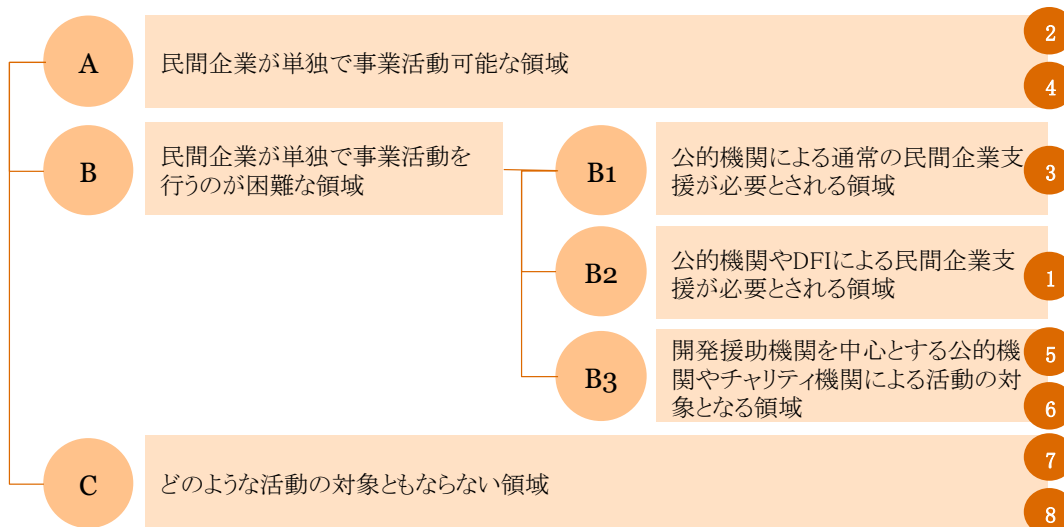 A
民間企業が単独で事業活動可能な領域
2
4
B
民間企業が単独で事業活動を
行うのが困難な領域
B1
公的機関による通常の民間企業支
援が必要とされる領域
3
B2
公的機関やDFIによる民間企業支
援が必要とされる領域
1
B3
開発援助機関を中心とする公的機
関やチャリティ機関による活動の対
象となる領域
5
6
C
どのような活動の対象ともならない領域
7
8